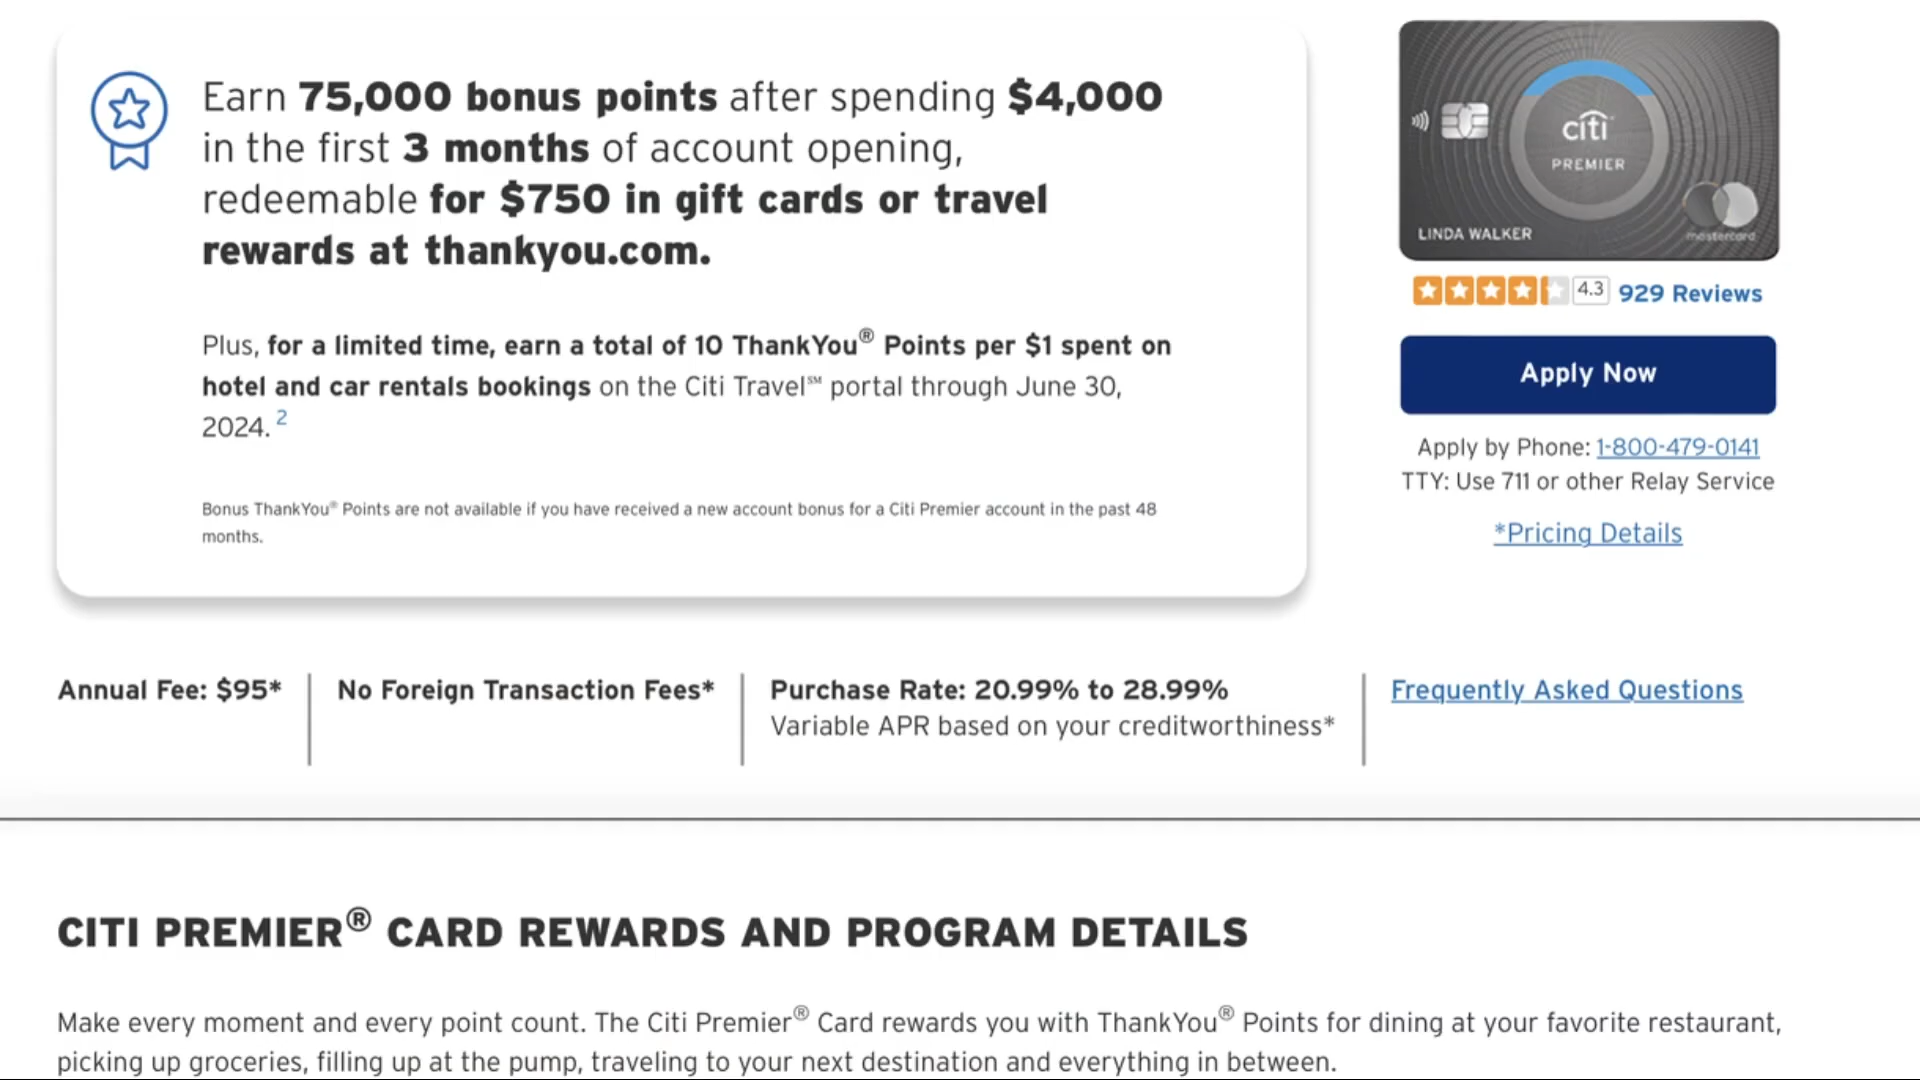 Earn 75,000 bonus points after spending $4,000
in the first 3 months of account opening,
redeemable for $750 in gift cards or travel
rewards at thankyou.com.
Plus, for a limited time, earn a total of 10 ThankYou® Points per $1 spent on
hotel and car rentals bookings on the Citi Travel℠ portal through June 30,
2024. 2
Bonus ThankYou® Points are not available if you have received a new account bonus for a Citi Premier account in the past 48
months.
citi
PREMIER
LINDA WALKER
mastercard
4.3 929 Reviews
Apply Now
Apply by Phone: 1-800-479-0141
TTY: Use 711 or other Relay Service
*Pricing Details
Annual Fee: $95*
No Foreign Transaction Fees*
Purchase Rate: 20.99% to 28.99%
Variable APR based on your creditworthiness*
Frequently Asked Questions
CITI PREMIER® CARD REWARDS AND PROGRAM DETAILS
Make every moment and every point count. The Citi Premier® Card rewards you with ThankYou® Points for dining at your favorite restaurant,
picking up groceries, filling up at the pump, traveling to your next destination and everything in between.